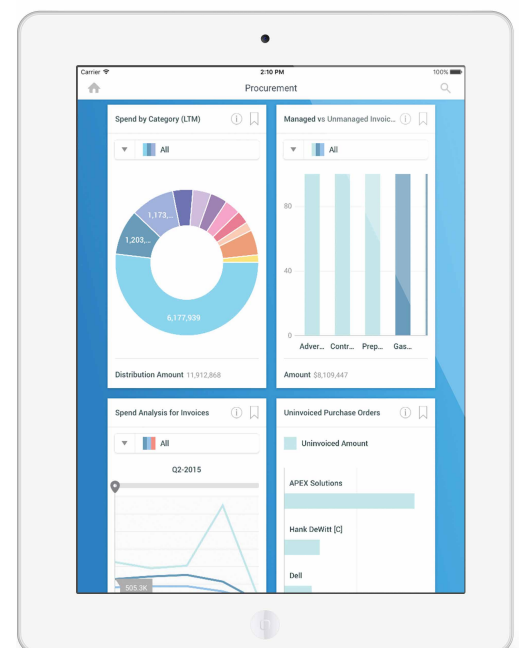 Carrier
2:10 PM
100%
Procurement
Spend by Category (LTM)
All
1,173,...
1,203,...
6,177,939
Distribution Amount 11,912,868
Managed vs Unmanaged Invoic...
All
80
40
0
Adver... Contr... Prep... Gas...
Amount $8,109,447
Spend Analysis for Invoices
All
Q2-2015
505.3K
Uninvoiced Purchase Orders
Uninvoiced Amount
APEX Solutions
Hank DeWitt [C]
Dell